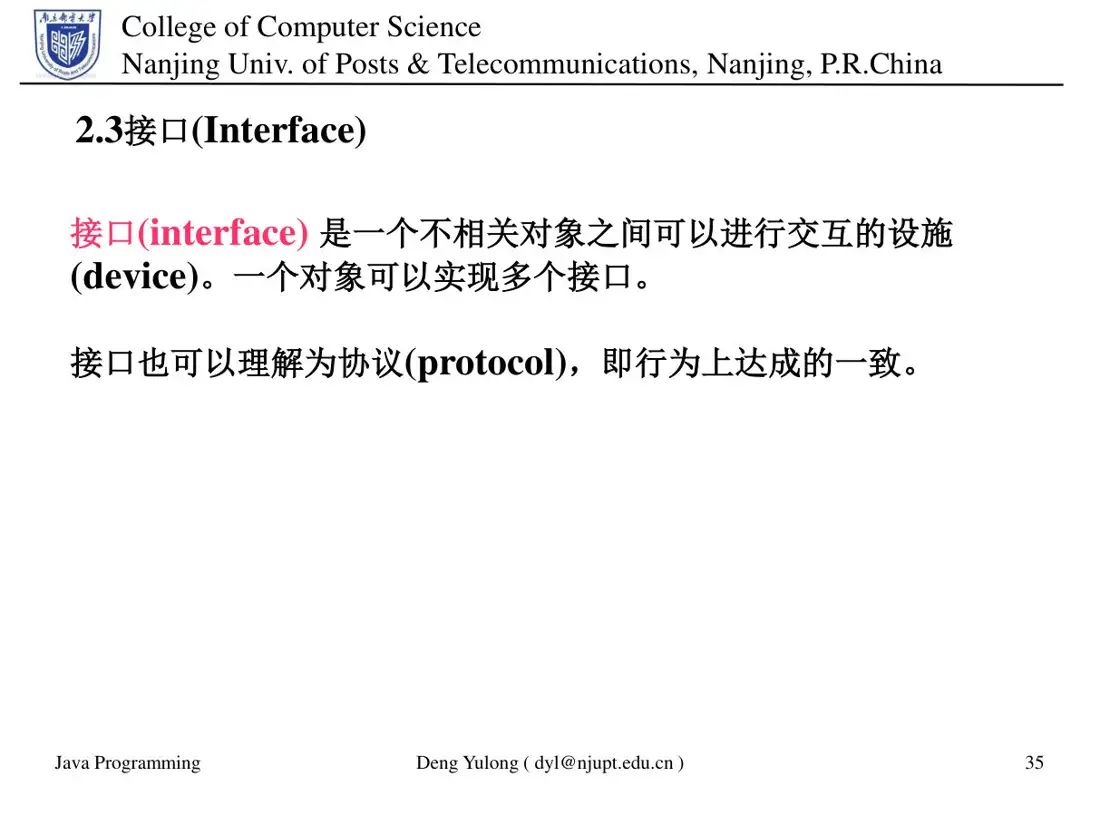 College of Computer Science
Nanjing Univ. of Posts & Telecommunications, Nanjing, P.R.China
2.3接口(Interface)
接口(interface) 是一个不相关对象之间可以进行交互的设施
(device)。一个对象可以实现多个接口。
接口也可以理解为协议(protocol)，即行为上达成的一致。
Java Programming
Deng Yulong ( dyl@njupt.edu.cn )
35